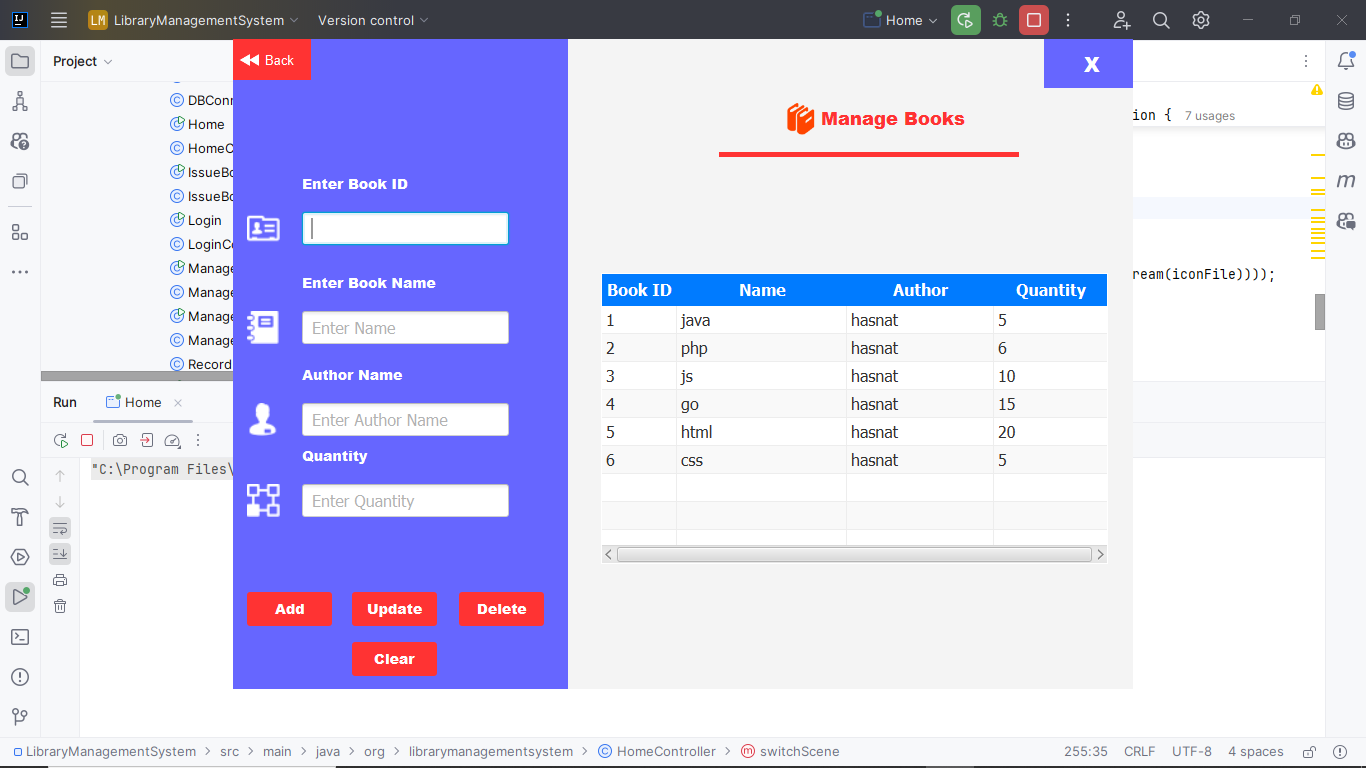 LM LibraryManagementSystem Version control Home
Project
DBConn
Home
HomeC
IssueBo
IssueBo
Login
LoginCo
Manage
Manage
Manage
Manage
Record
Back
X
Manage Books
ion { 7 usages
ream(iconFile))));
Enter Book ID
Enter Book Name
Enter Name
Author Name
Enter Author Name
Quantity
Enter Quantity
Add Update Delete
Clear
Book ID Name Author Quantity
1 java hasnat 5
2 php hasnat 6
3 js hasnat 10
4 go hasnat 15
5 html hasnat 20
6 css hasnat 5
Run Home
"C:\Program Files\
LibraryManagementSystem > src > main > java > org > librarymanagementsystem > HomeController > switchScene 255:35 CRLF UTF-8 4 spaces